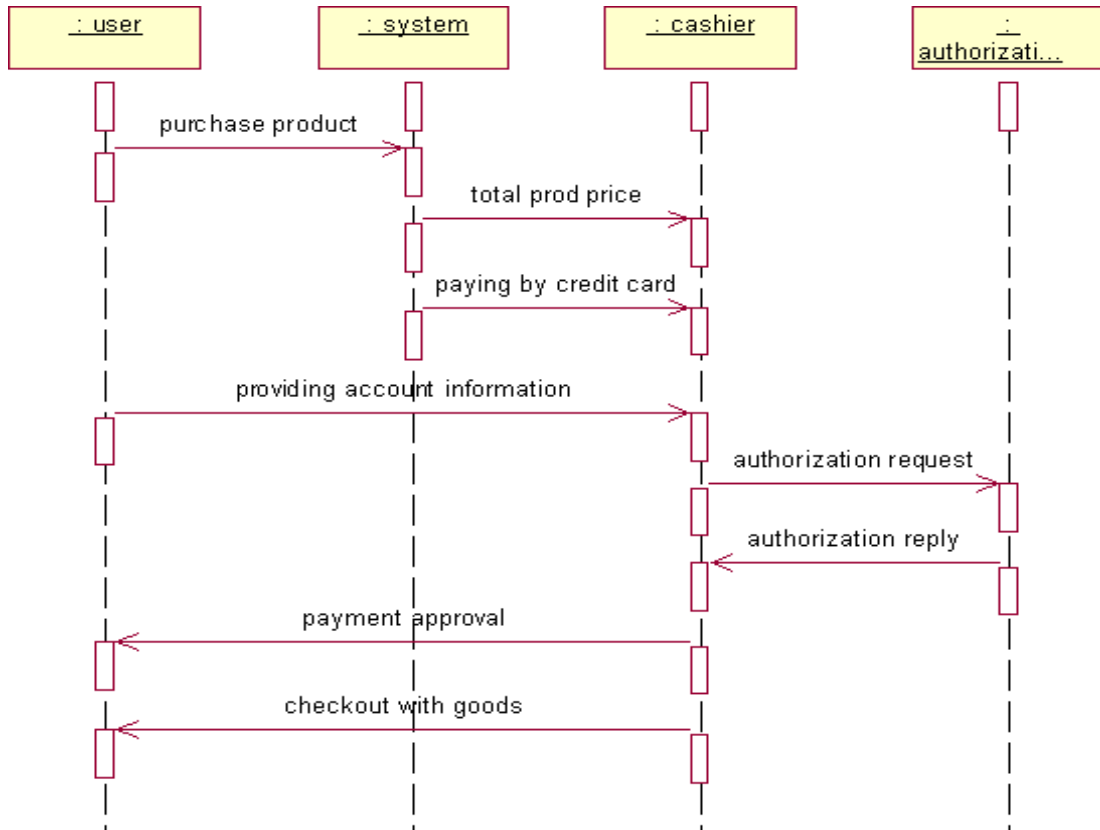 : user
: system
: cashier
:
authorizati...
purchase product
total prod price
paying by credit card
providing account information
authorization request
authorization reply
payment approval
checkout with goods